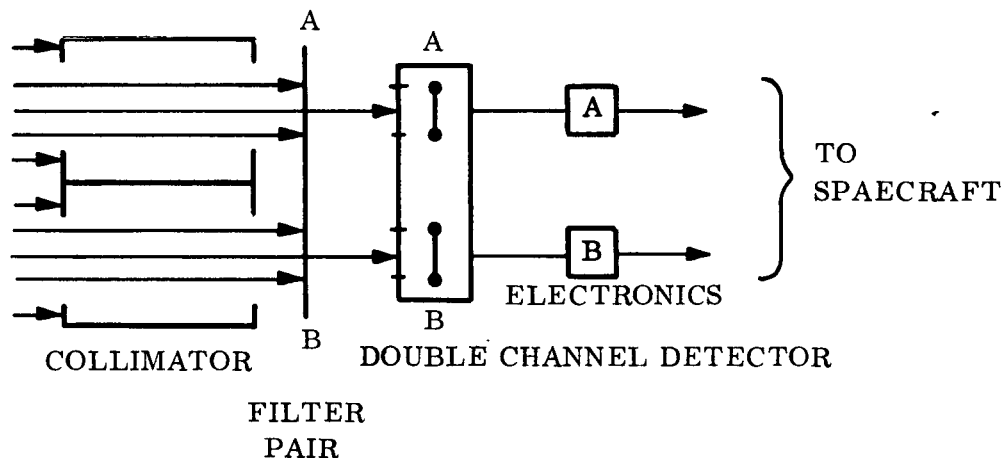 A
A
A
TO
SPAECRAFT
B
ELECTRONICS
B
B
COLLIMATOR
DOUBLE CHANNEL DETECTOR
FILTER
PAIR